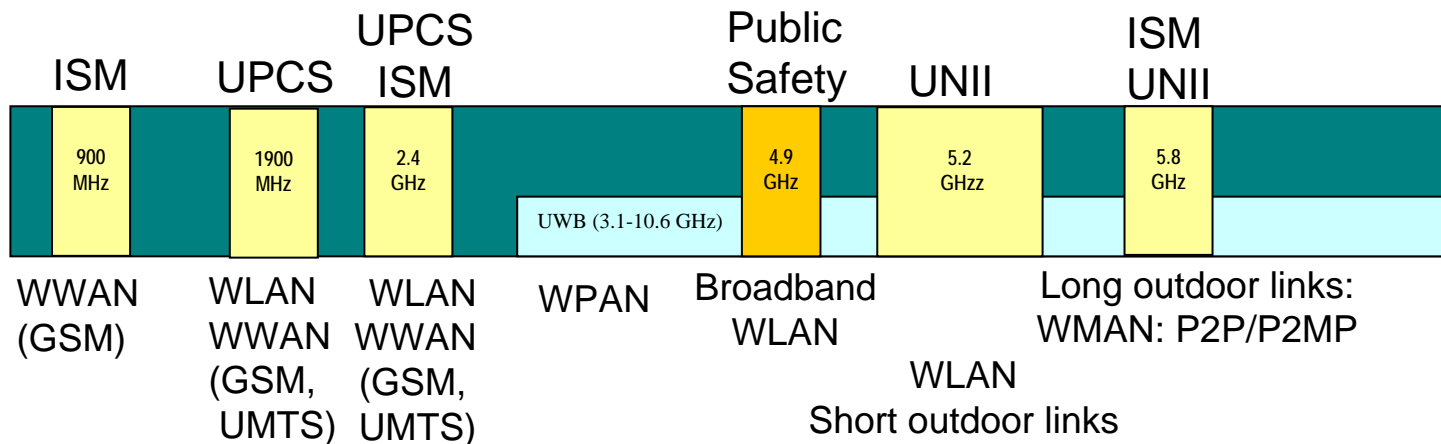 ISM
UPCS
UPCS
ISM
Public
Safety
UNII
ISM
UNII
900
MHz
1900
MHz
2.4
GHz
UWB (3.1-10.6 GHz)
4.9
GHz
5.2
GHzz
5.8
GHz
WWAN
(GSM)
WLAN
WWAN
(GSM,
UMTS)
WLAN
WWAN
(GSM,
UMTS)
WPAN
Broadband
WLAN
WLAN
Short outdoor links
Long outdoor links:
WMAN: P2P/P2MP